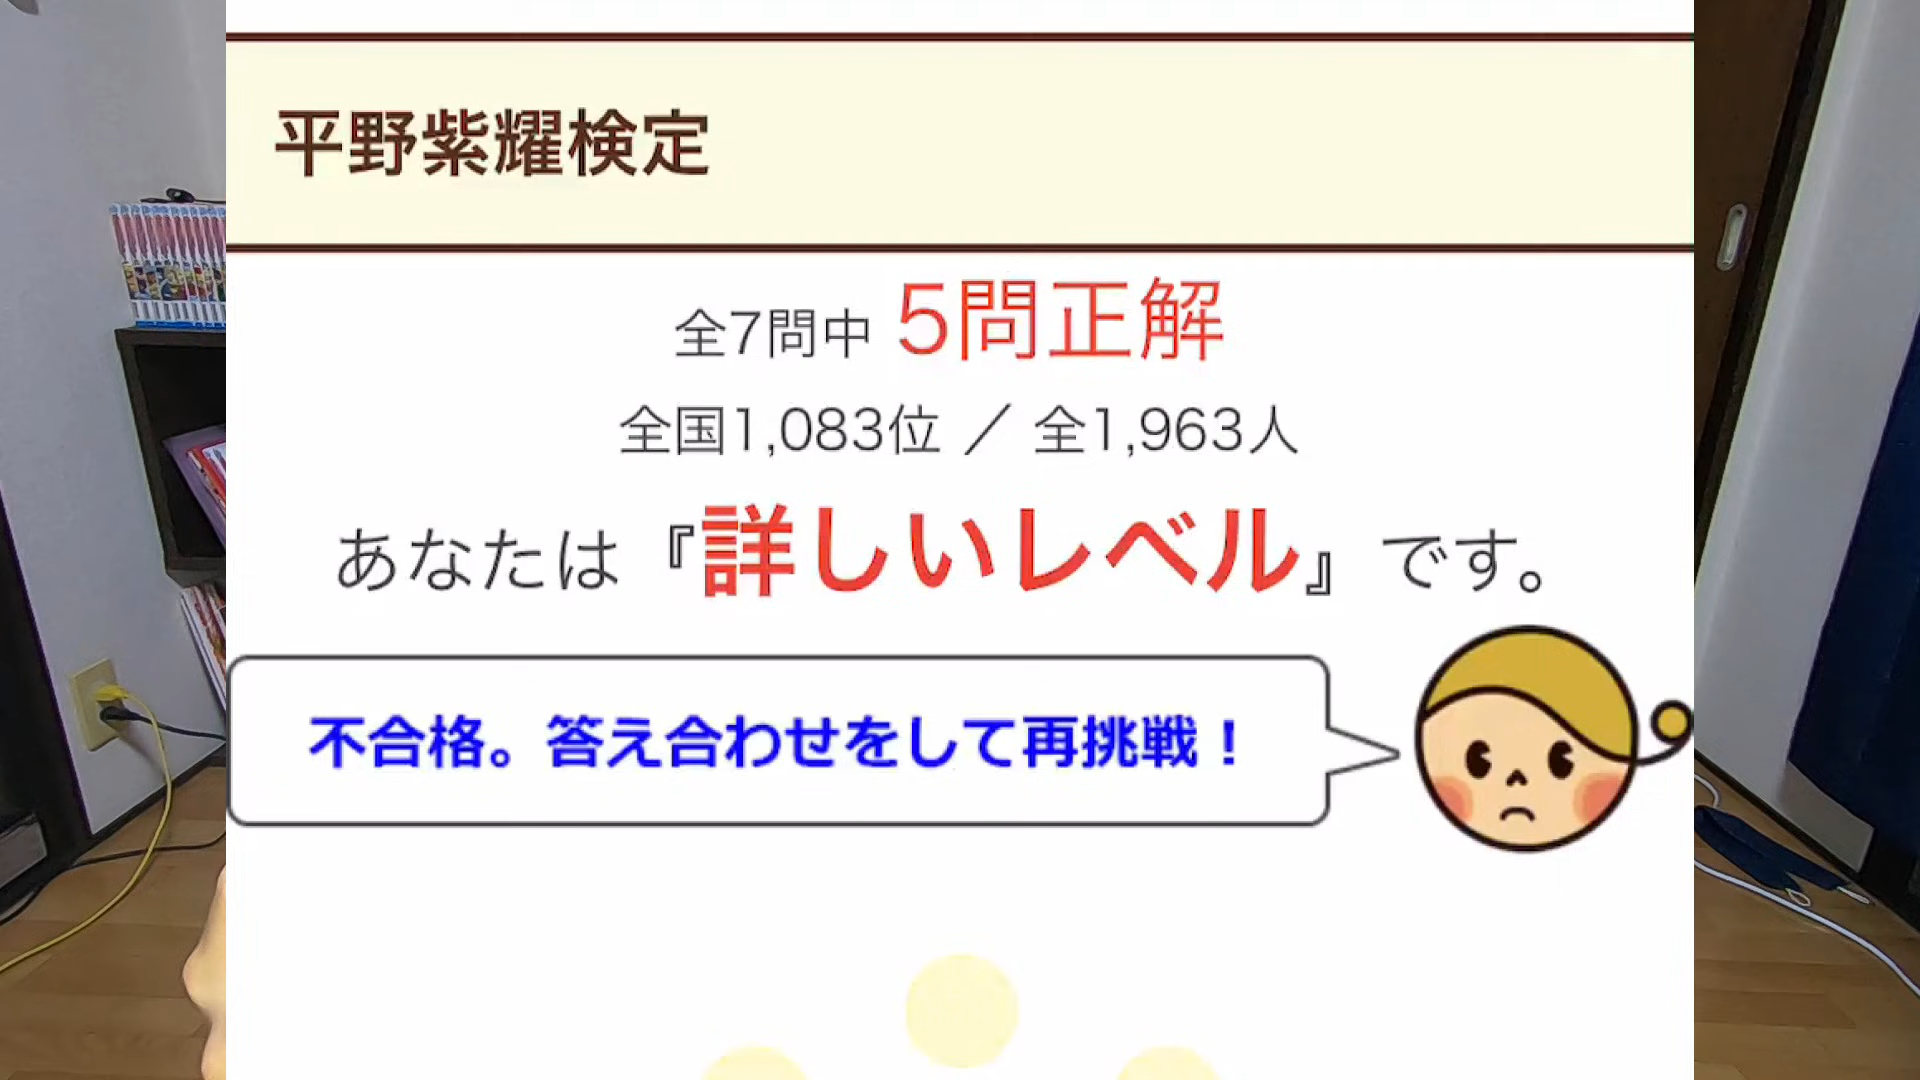 平野紫耀検定
全7問中 5問正解
全国1,083位 ／ 全1,963人
あなたは『詳しいレベル』です。
不合格。答え合わせをして再挑戦！